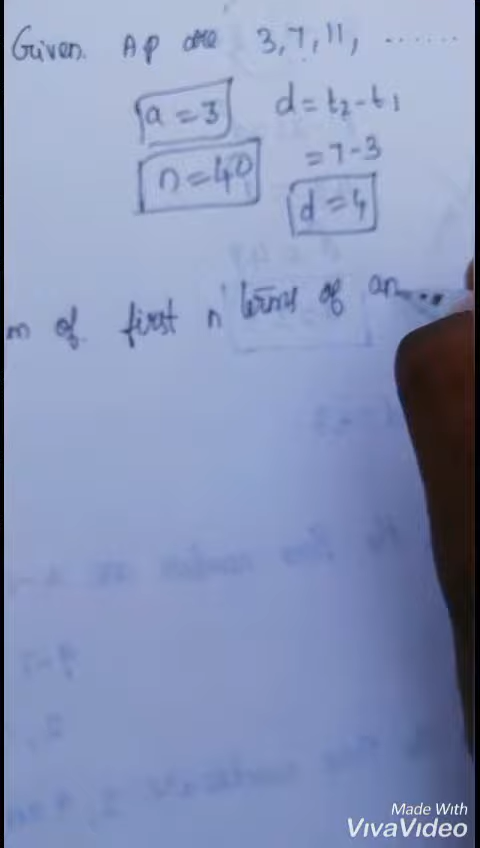 Given. AP are 3, 7, 11, ......
a = 3 d = t2 - t1
n = 40 = 7 - 3
d = 4
m of first n terms of an
Made With
VivaVideo